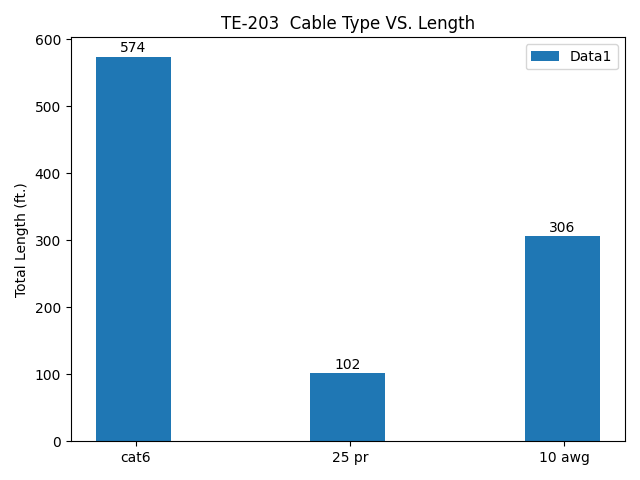 TE-203  Cable Type VS. Length
600
574
Data1
500
400
300
306
200
100
102
0
Total Length (ft.)
cat6
25 pr
10 awg